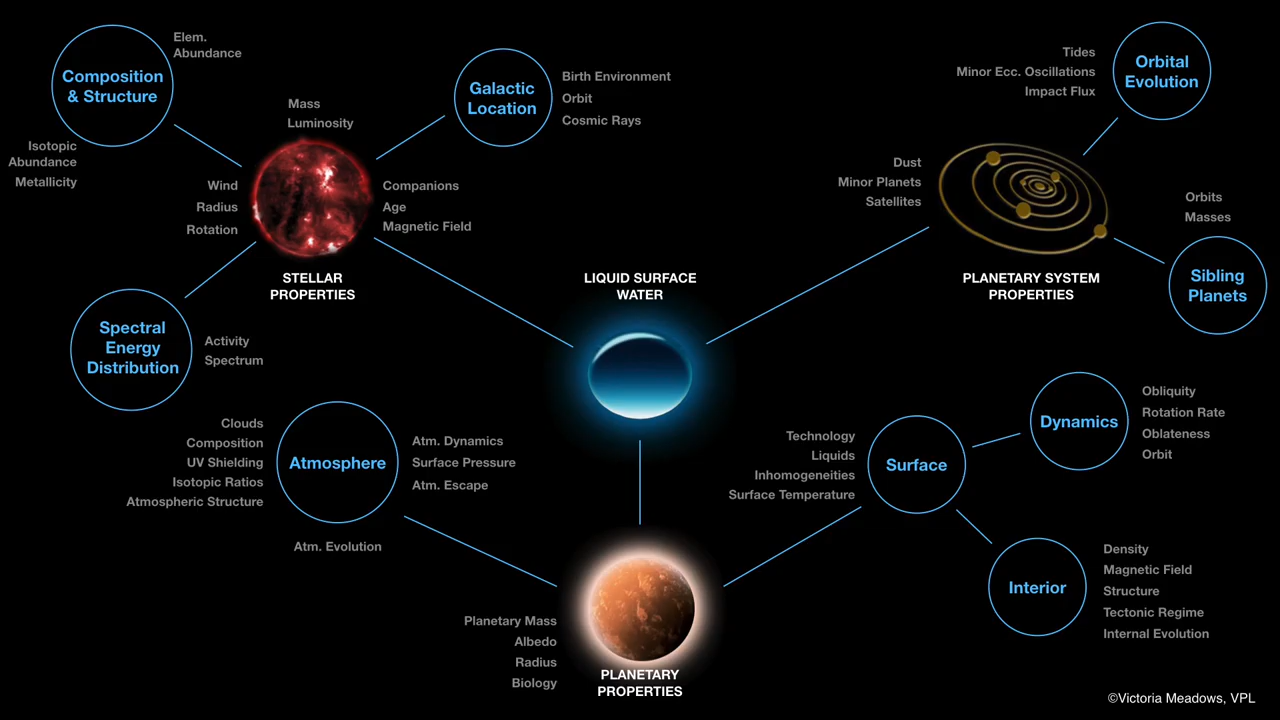 Composition
& Structure
Elem.
Abundance
Isotopic
Abundance
Metallicity
Mass
Luminosity
Galactic
Location
Birth Environment
Orbit
Cosmic Rays
Wind
Radius
Rotation
Companions
Age
Magnetic Field
STELLAR
PROPERTIES
Spectral
Energy
Distribution
Activity
Spectrum
LIQUID SURFACE
WATER
Tides
Minor Ecc. Oscillations
Impact Flux
Orbital
Evolution
Dust
Minor Planets
Satellites
PLANETARY SYSTEM
PROPERTIES
Orbits
Masses
Sibling
Planets
Clouds
Composition
UV Shielding
Isotopic Ratios
Atmospheric Structure
Atmosphere
Atm. Dynamics
Surface Pressure
Atm. Escape
Atm. Evolution
Technology
Liquids
Inhomogeneities
Surface Temperature
Surface
Dynamics
Obliquity
Rotation Rate
Oblateness
Orbit
Interior
Density
Magnetic Field
Structure
Tectonic Regime
Internal Evolution
Planetary Mass
Albedo
Radius
Biology
PLANETARY
PROPERTIES
©Victoria Meadows, VPL